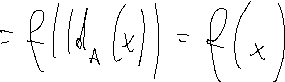 = f(Id_A(x)) = f(x)